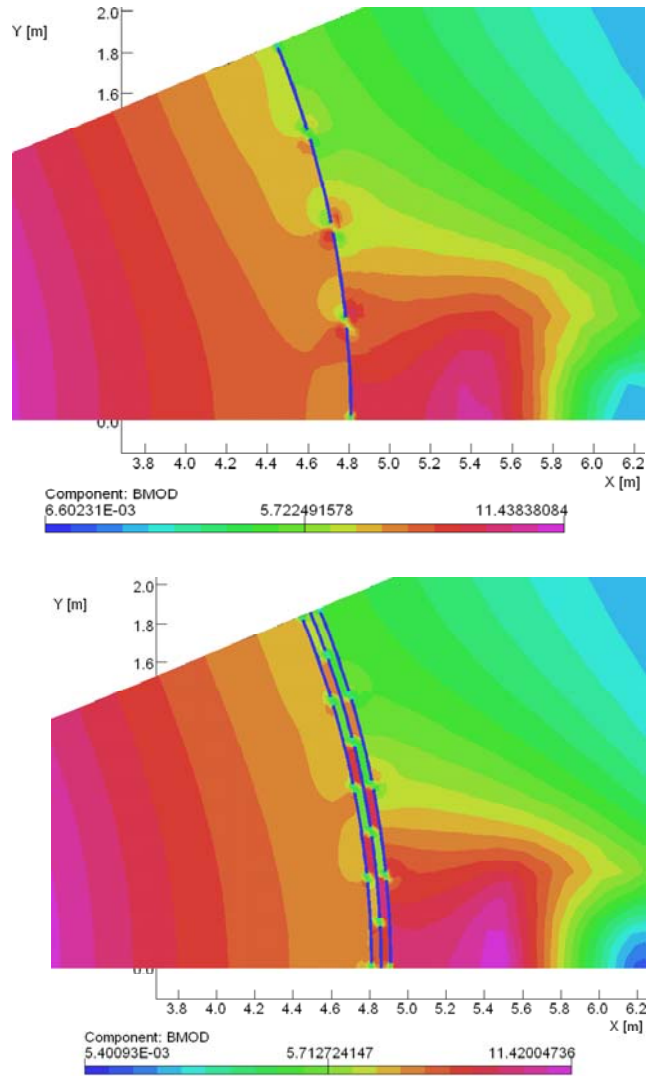 2.0
Y [m]
1.6
0.0
3.8 4.0 4.2 4.4 4.6 4.8 5.0 5.2 5.4 5.6 5.8 6.0 6.2
X [m]
Component: BMOD
6.60231E-03 5.722491578 11.43838084
2.0
Y [m]
1.6
0.0
3.8 4.0 4.2 4.4 4.6 4.8 5.0 5.2 5.4 5.6 5.8 6.0 6.2
X [m]
Component: BMOD
5.40093E-03 5.712724147 11.42004736